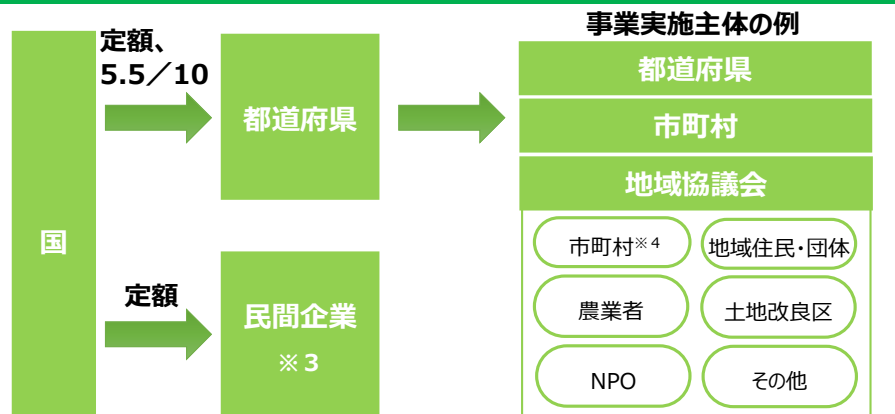 事業実施主体の例
定額、
5.5／10
国
都道府県
都道府県
市町村
地域協議会
市町村※４
地域住民・団体
農業者
土地改良区
NPO
その他
定額
民間企業
※３